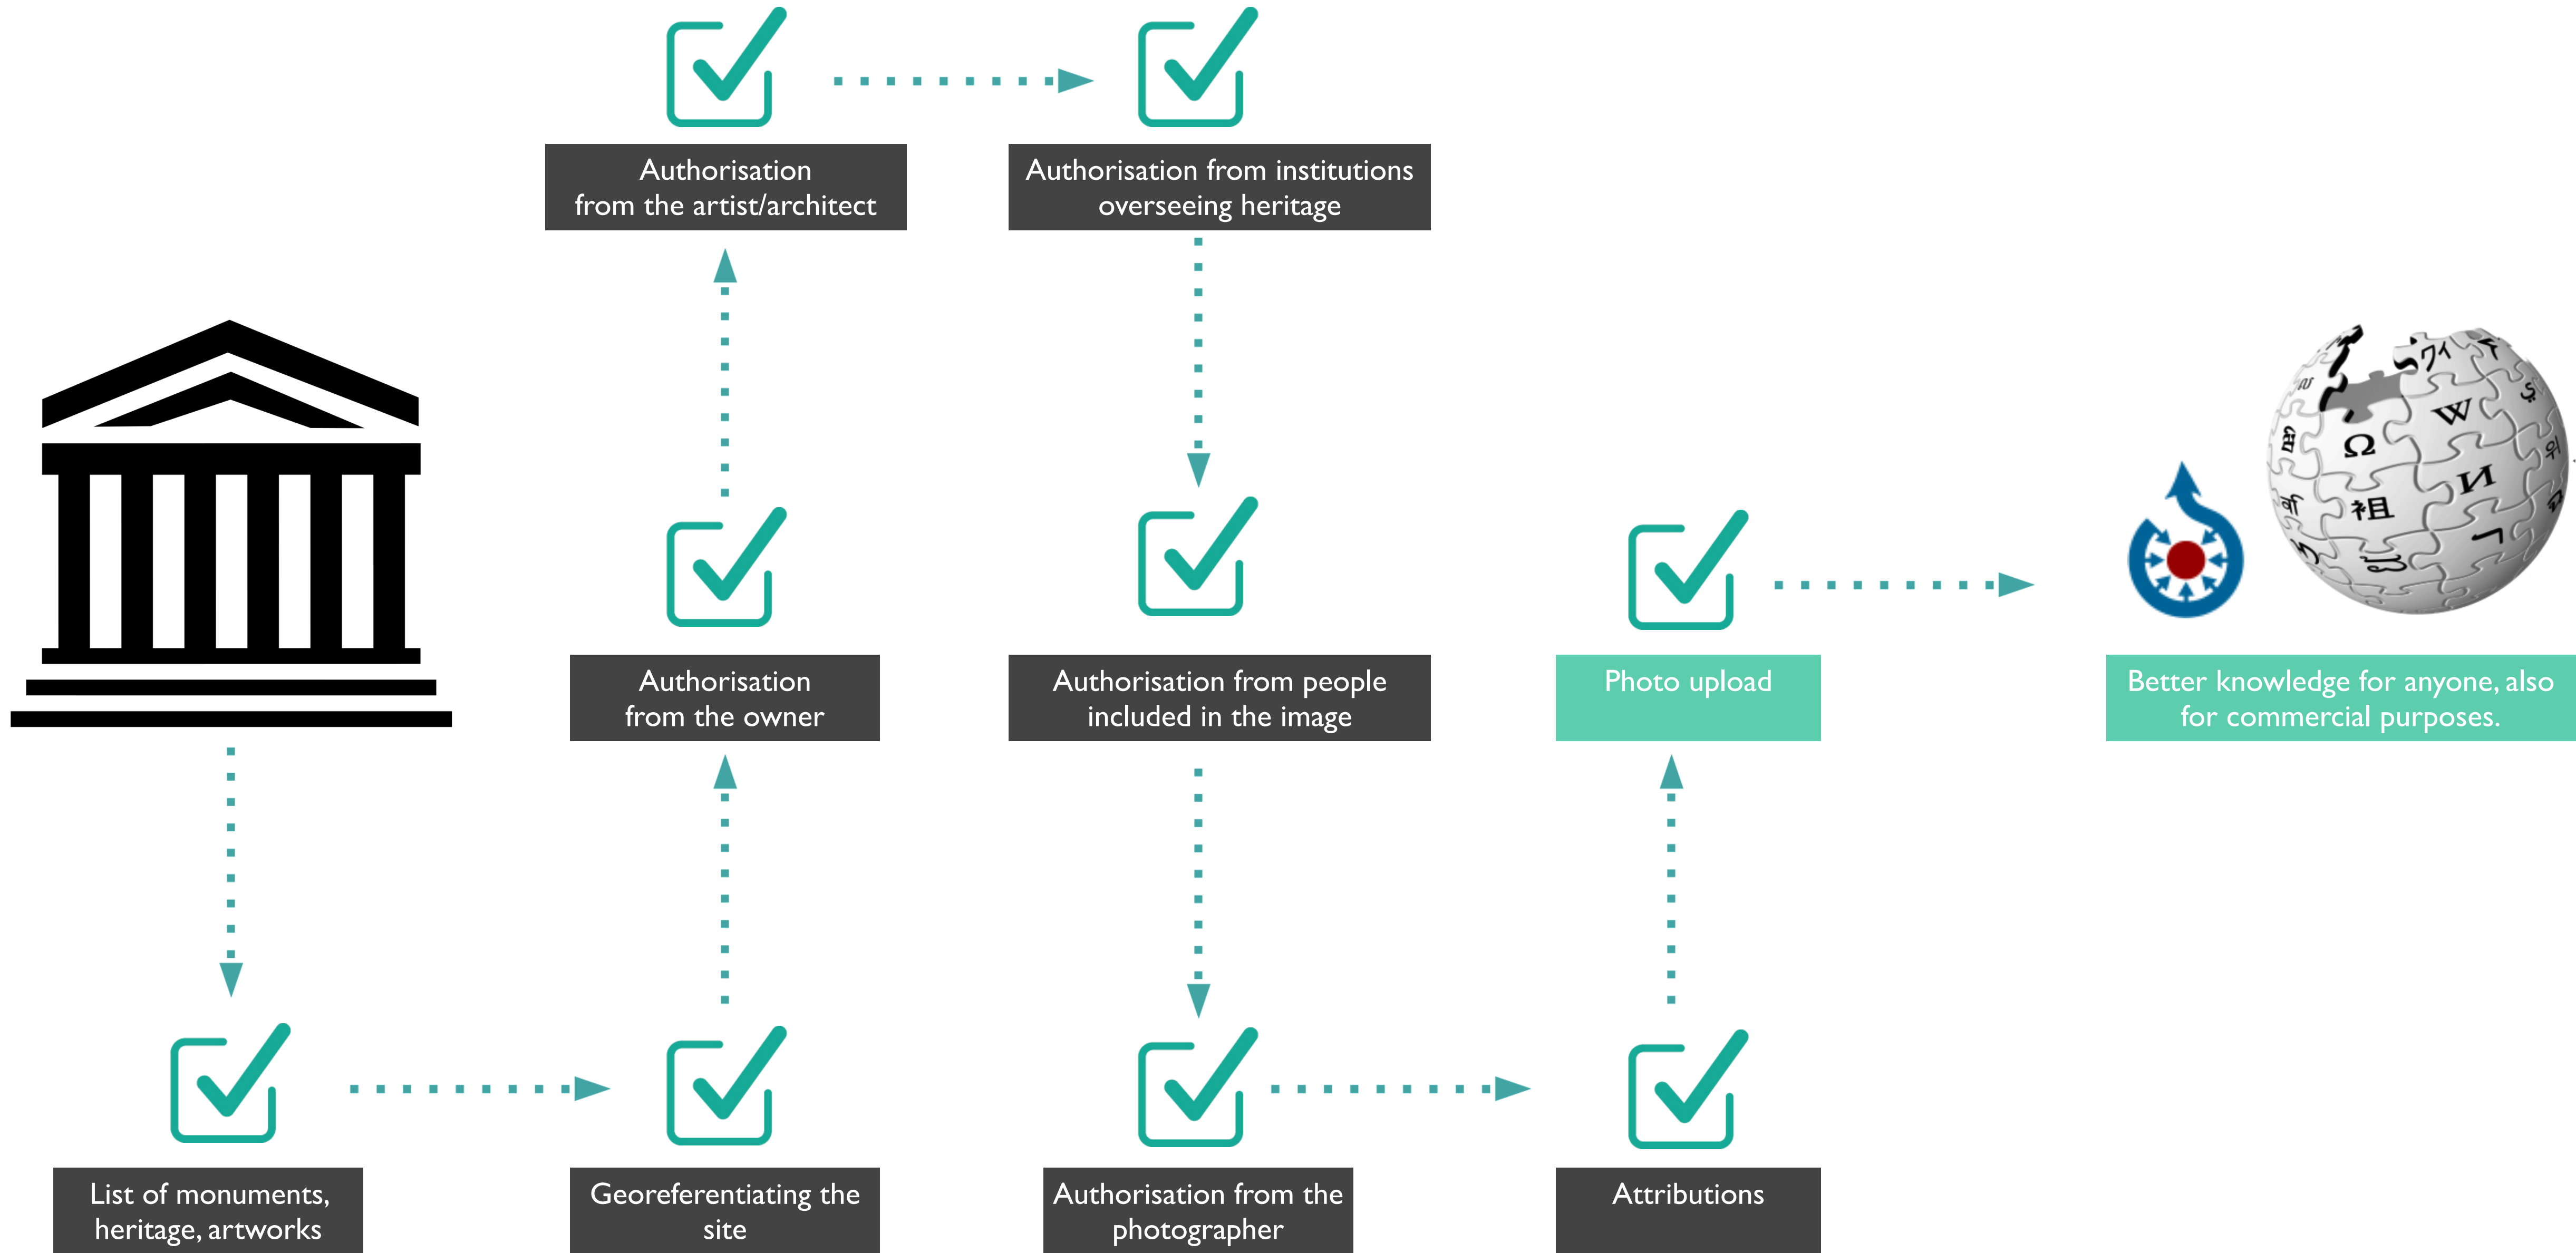 Authorisation
from the artist/architect
Authorisation from institutions
overseeing heritage
Authorisation
from the owner
Authorisation from people
included in the image
Photo upload
Better knowledge for anyone, also
for commercial purposes.
List of monuments,
heritage, artworks
Georeferentiating the
site
Authorisation from the
photographer
Attributions
Ω
W
И
祖